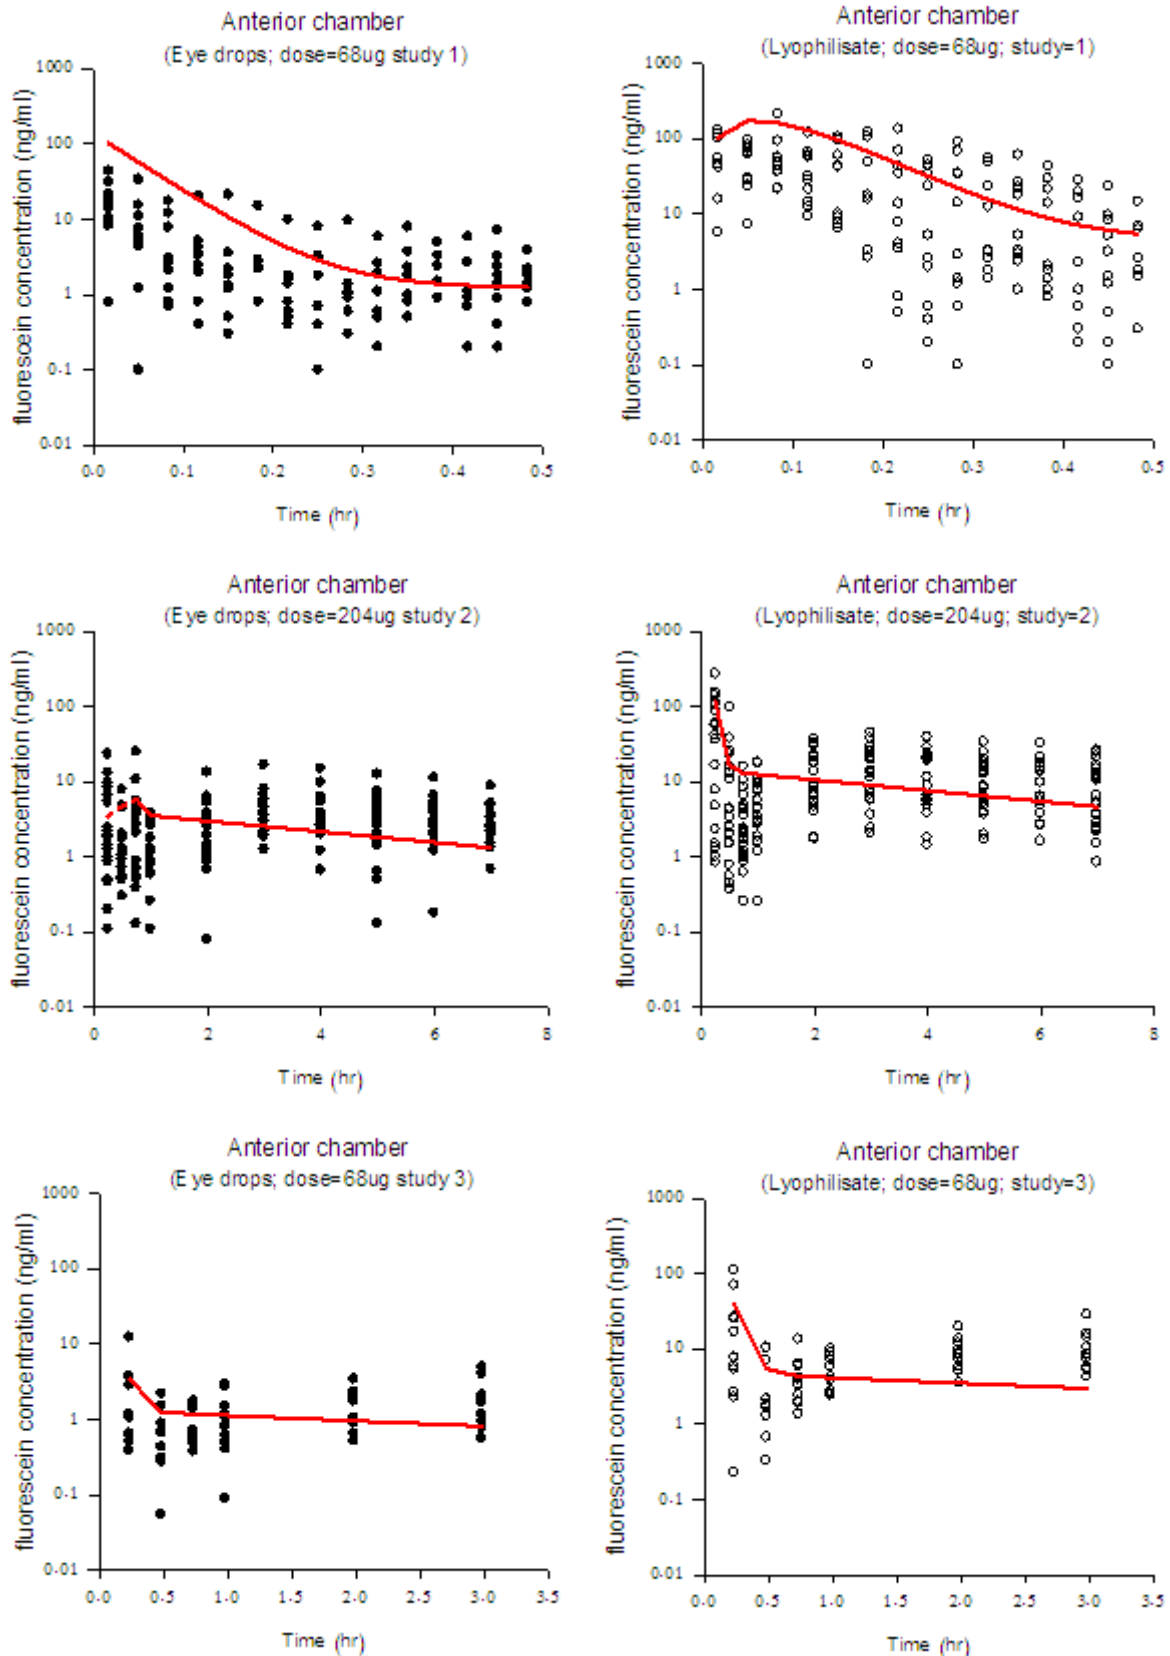 Anterior chamber
(Eye drops; dose=68ug study 1)
fluorescein concentration (ng/ml)
1000
100
10
1
0.1
0.01
0.0 0.1 0.2 0.3 0.4 0.5
Time (hr)
Anterior chamber
(Lyophilisate; dose=68ug; study=1)
fluorescein concentration (ng/ml)
1000
100
10
1
0.1
0.01
0.0 0.1 0.2 0.3 0.4 0.5
Time (hr)
Anterior chamber
(Eye drops; dose=204ug study 2)
fluorescein concentration (ng/ml)
1000
100
10
1
0.1
0.01
0 2 4 6 8
Time (hr)
Anterior chamber
(Lyophilisate; dose=204ug; study=2)
fluorescein concentration (ng/ml)
1000
100
10
1
0.1
0.01
0 2 4 6 8
Time (hr)
Anterior chamber
(Eye drops; dose=68ug study 3)
fluorescein concentration (ng/ml)
1000
100
10
1
0.1
0.01
0.0 0.5 1.0 1.5 2.0 2.5 3.0 3.5
Time (hr)
Anterior chamber
(Lyophilisate; dose=68ug; study=3)
fluorescein concentration (ng/ml)
1000
100
10
1
0.1
0.01
0.0 0.5 1.0 1.5 2.0 2.5 3.0 3.5
Time (hr)